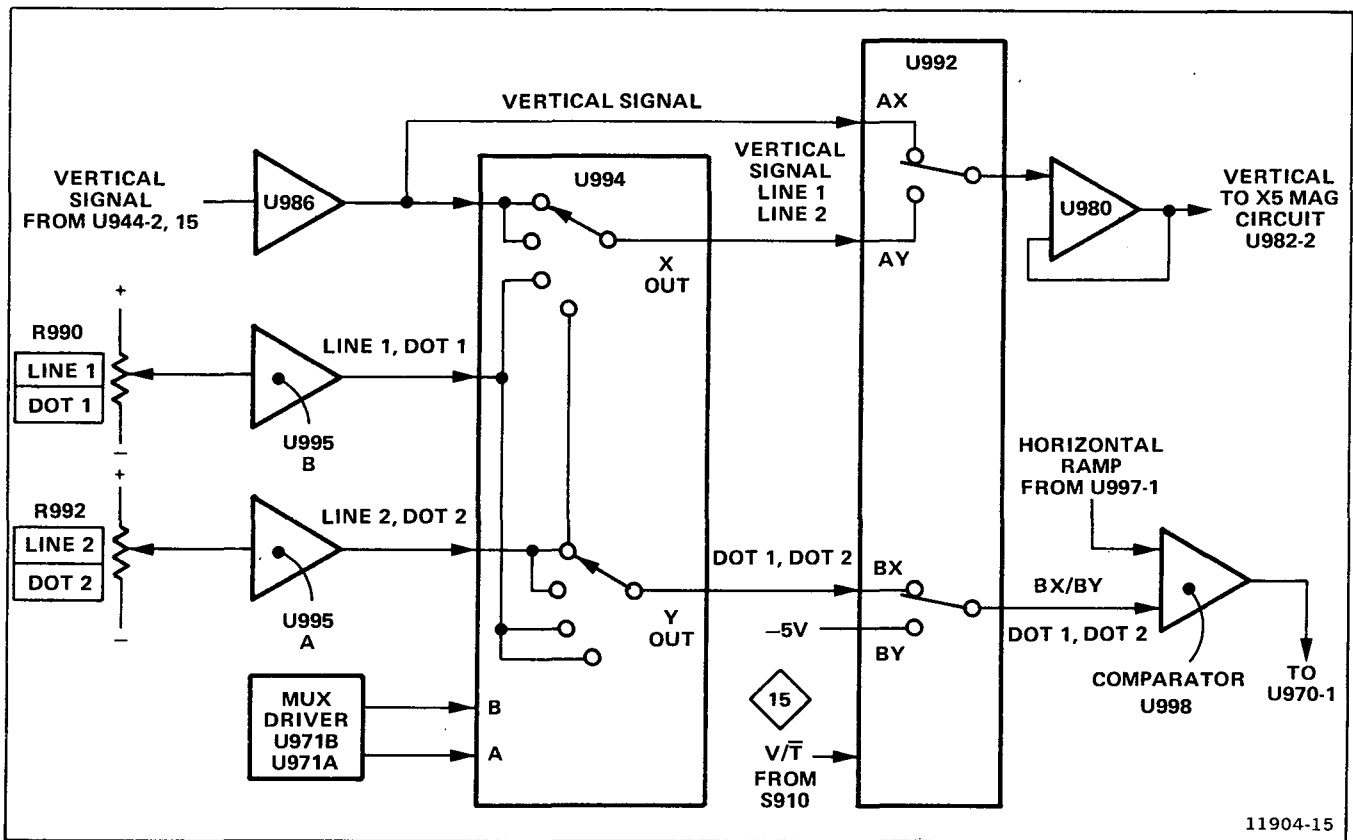 U992
VERTICAL SIGNAL
AX
U994
VERTICAL
SIGNAL
FROM U944-2, 15
U986
VERTICAL
SIGNAL
LINE 1
LINE 2
U980
VERTICAL
TO X5 MAG
CIRCUIT
U982-2
X
OUT
AY
+
R990
LINE 1
DOT 1
−
LINE 1, DOT 1
U995
B
HORIZONTAL
RAMP
FROM U997-1
+
R992
LINE 2
DOT 2
−
LINE 2, DOT 2
U995
A
DOT 1, DOT 2
BX
BX/BY
Y
OUT
−5V
BY
DOT 1, DOT 2
COMPARATOR
U998
TO
U970-1
MUX
DRIVER
U971B
U971A
B
A
15
V/T̅
FROM
S910
11904-15